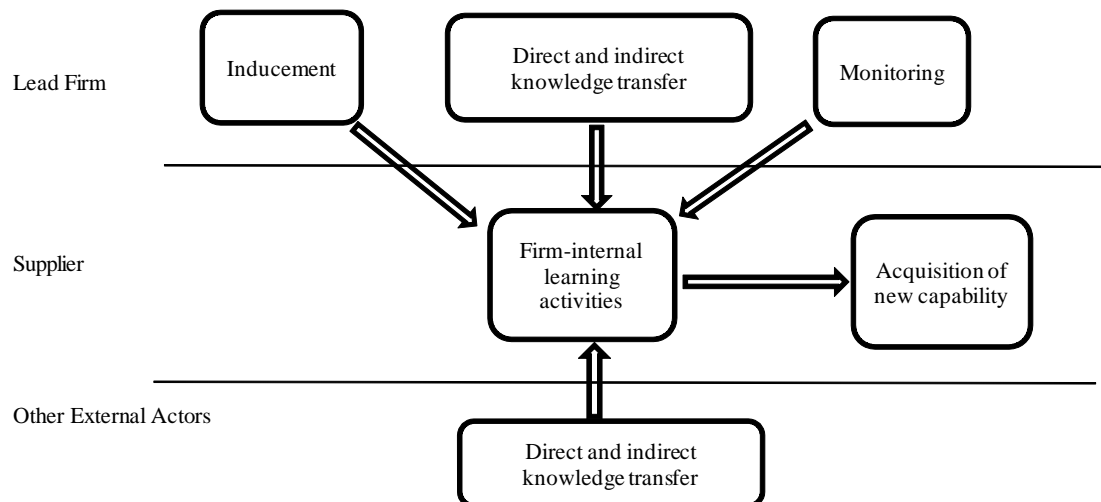 Lead Firm
Inducement
Direct and indirect
knowledge transfer
Monitoring
Supplier
Firm-internal
learning
activities
Acquisition of
new capability
Other External Actors
Direct and indirect
knowledge transfer